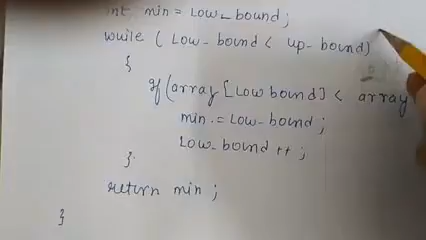 int min = Low_bound;
while ( Low_bound < up_bound)
{
if (array [Low bound] < array
min = Low_bound ;
Low_bound ++ ;
}
return min ;
}